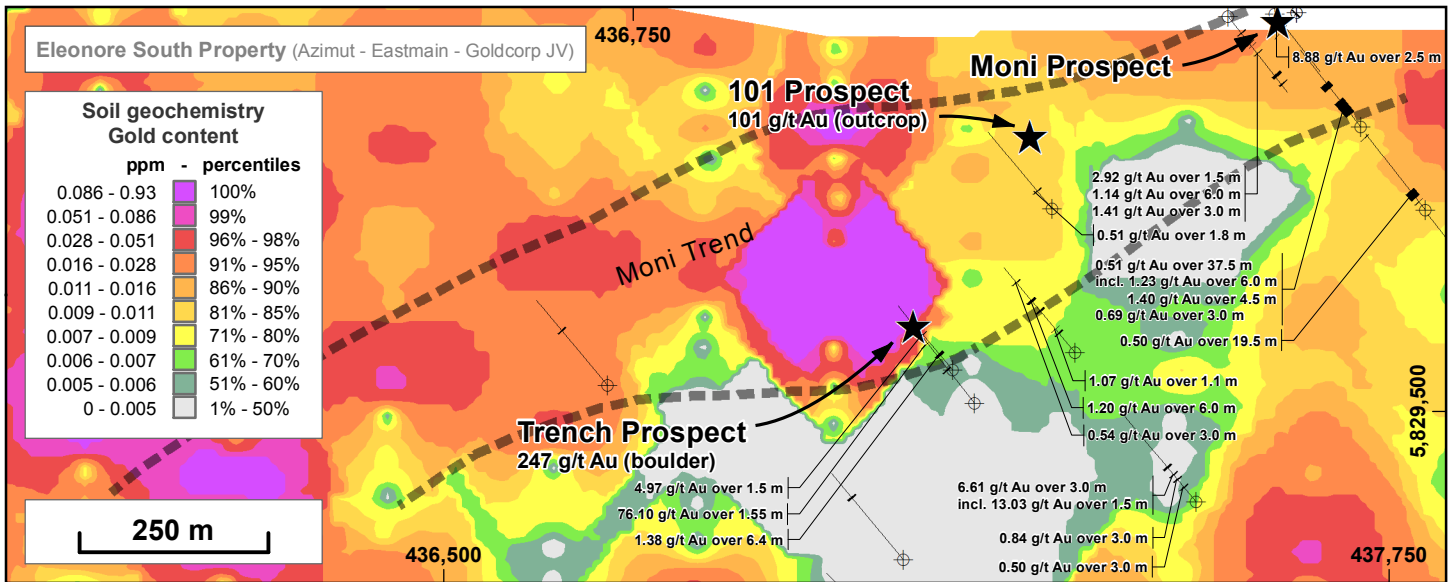 Eleonore South Property (Azimut - Eastmain - Goldcorp JV)
436,750
Moni Prospect
8.88 g/t Au over 2.5 m
101 Prospect
101 g/t Au (outcrop)
Soil geochemistry
Gold content
ppm - percentiles
0.086 - 0.93 100%
0.051 - 0.086 99%
0.028 - 0.051 96% - 98%
0.016 - 0.028 91% - 95%
0.011 - 0.016 86% - 90%
0.009 - 0.011 81% - 85%
0.007 - 0.009 71% - 80%
0.006 - 0.007 61% - 70%
0.005 - 0.006 51% - 60%
0 - 0.005 1% - 50%
Moni Trend
2.92 g/t Au over 1.5 m
1.14 g/t Au over 6.0 m
1.41 g/t Au over 3.0 m
0.51 g/t Au over 1.8 m
0.51 g/t Au over 37.5 m
incl. 1.23 g/t Au over 6.0 m
1.40 g/t Au over 4.5 m
0.69 g/t Au over 3.0 m
0.50 g/t Au over 19.5 m
1.07 g/t Au over 1.1 m
1.20 g/t Au over 6.0 m
0.54 g/t Au over 3.0 m
5,829,500
Trench Prospect
247 g/t Au (boulder)
4.97 g/t Au over 1.5 m
76.10 g/t Au over 1.55 m
1.38 g/t Au over 6.4 m
6.61 g/t Au over 3.0 m
incl. 13.03 g/t Au over 1.5 m
0.84 g/t Au over 3.0 m
0.50 g/t Au over 3.0 m
250 m
436,500
437,750